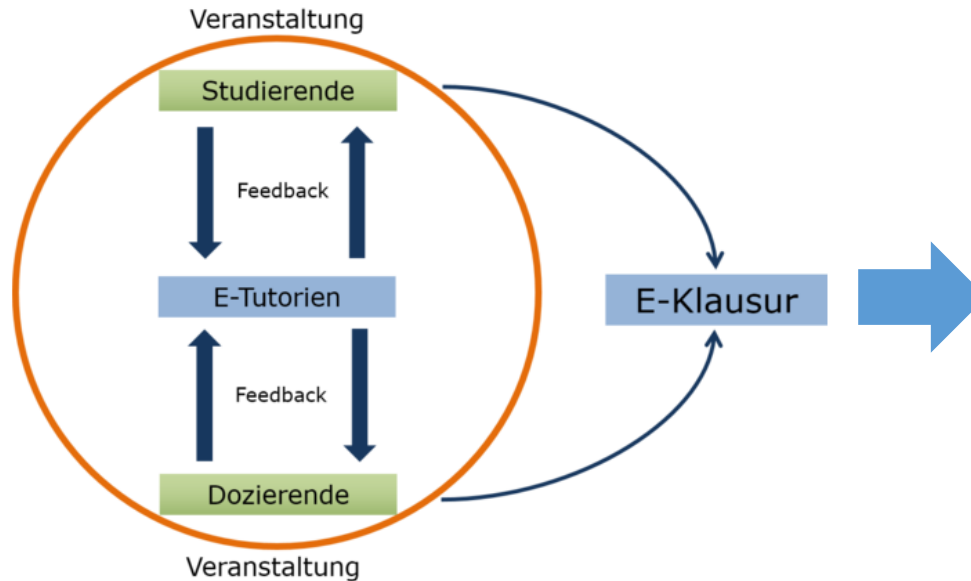 Veranstaltung
Studierende
Feedback
E-Tutorien
E-Klausur
Feedback
Dozierende
Veranstaltung